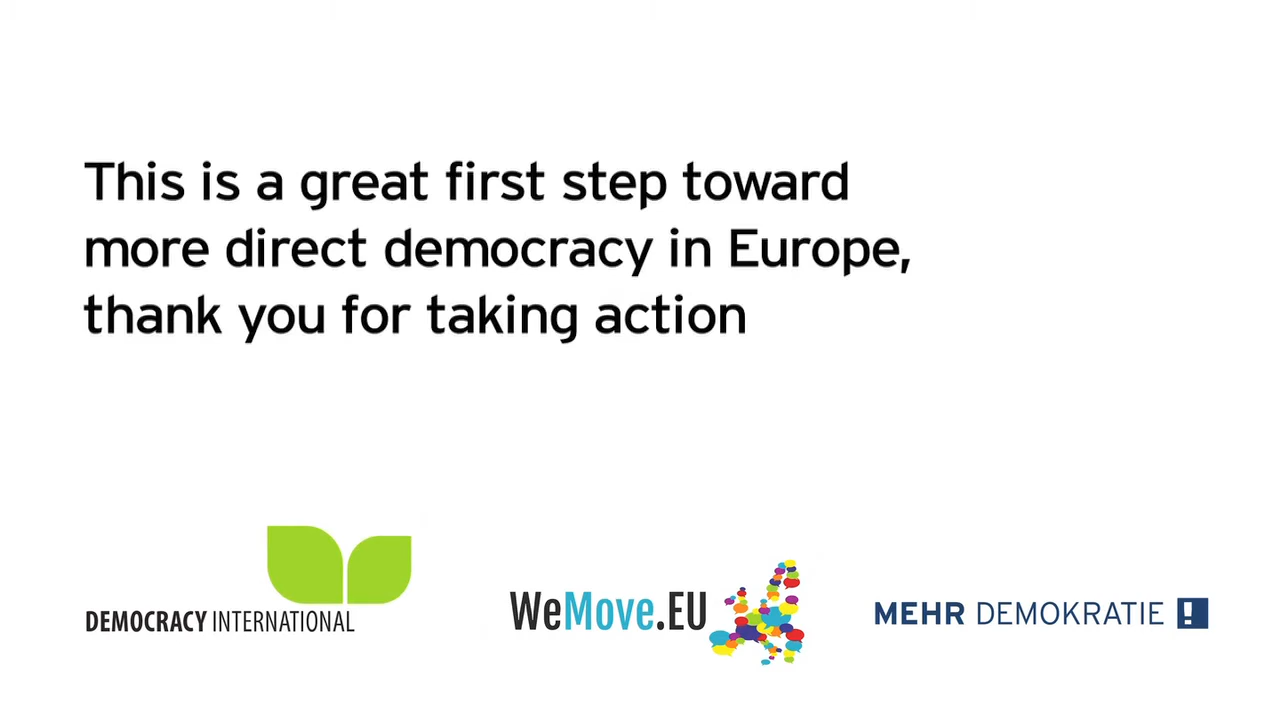 This is a great first step toward
more direct democracy in Europe,
thank you for taking action
DEMOCRACY INTERNATIONAL
WeMove.EU
MEHR DEMOKRATIE !